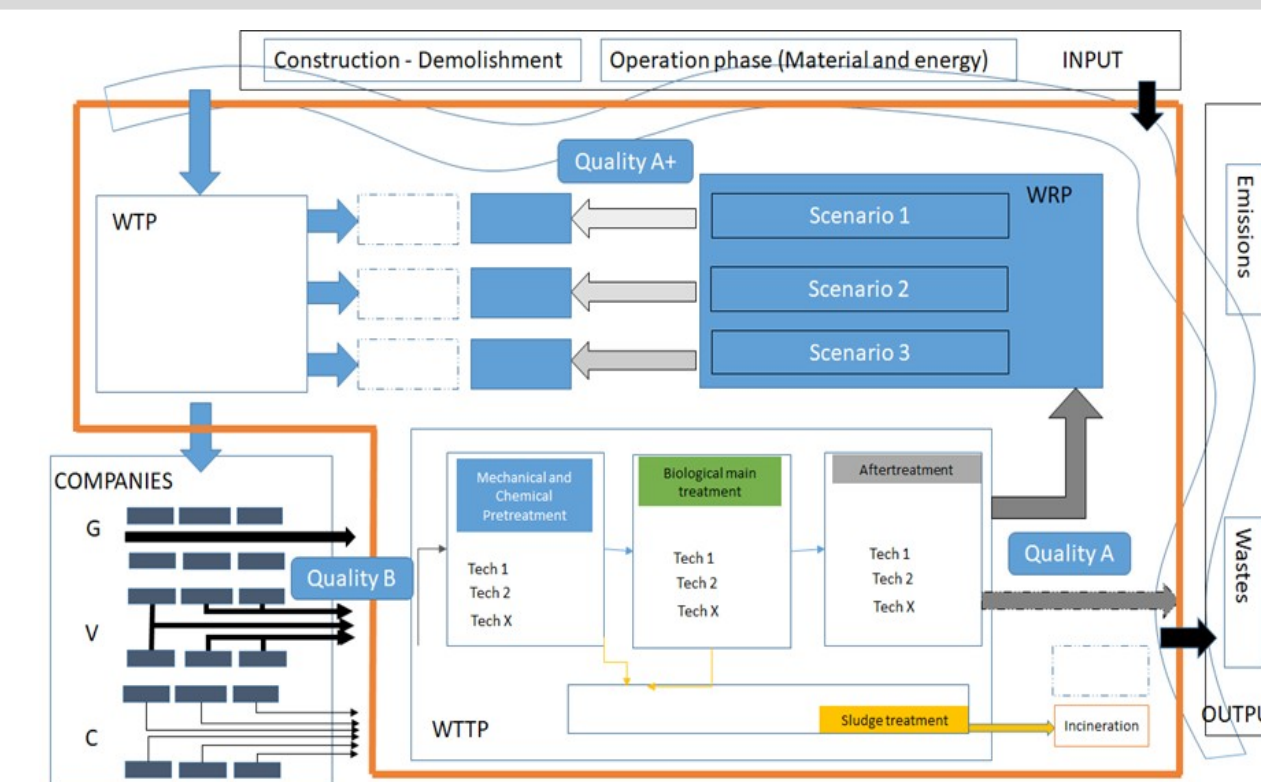 Construction - Demolishment
Operation phase (Material and energy)
INPUT
Quality A+
WTP
WRP
Scenario 1
Scenario 2
Scenario 3
Emissions
COMPANIES
G
V
C
Quality B
Mechanical and
Chemical
Pretreatment
Tech 1
Tech 2
Tech X
Biological main
treatment
Tech 1
Tech 2
Tech X
Aftertreatment
Tech 1
Tech 2
Tech X
Quality A
Wastes
WTTP
Sludge treatment
Incineration
OUTPU